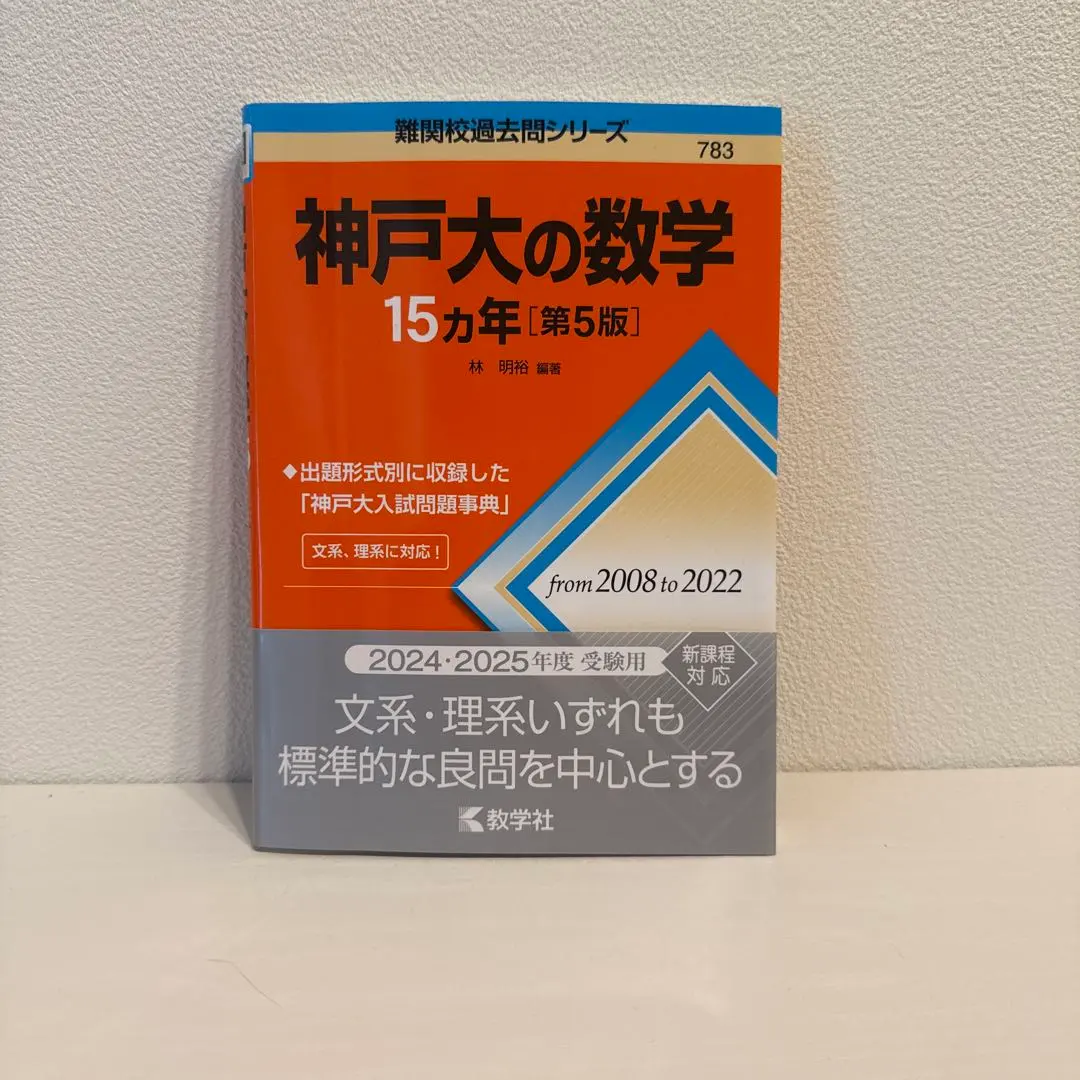 難関校過去問シリーズ
783
神戸大の数学
15カ年[第5版]
林 明裕 編著
◆出題形式別に収録した
「神戸大入試問題事典」
文系、理系に対応！
from 2008 to 2022
2024・2025年度 受験用
新課程
対応
文系・理系いずれも
標準的な良問を中心とする
教学社